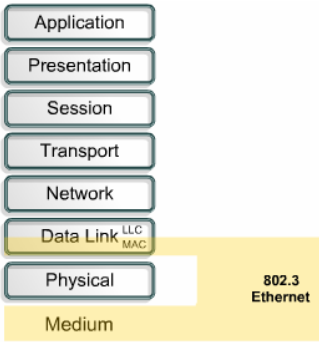 Application
Presentation
Session
Transport
Network
Data Link LLC
MAC
Physical
802.3
Ethernet
Medium